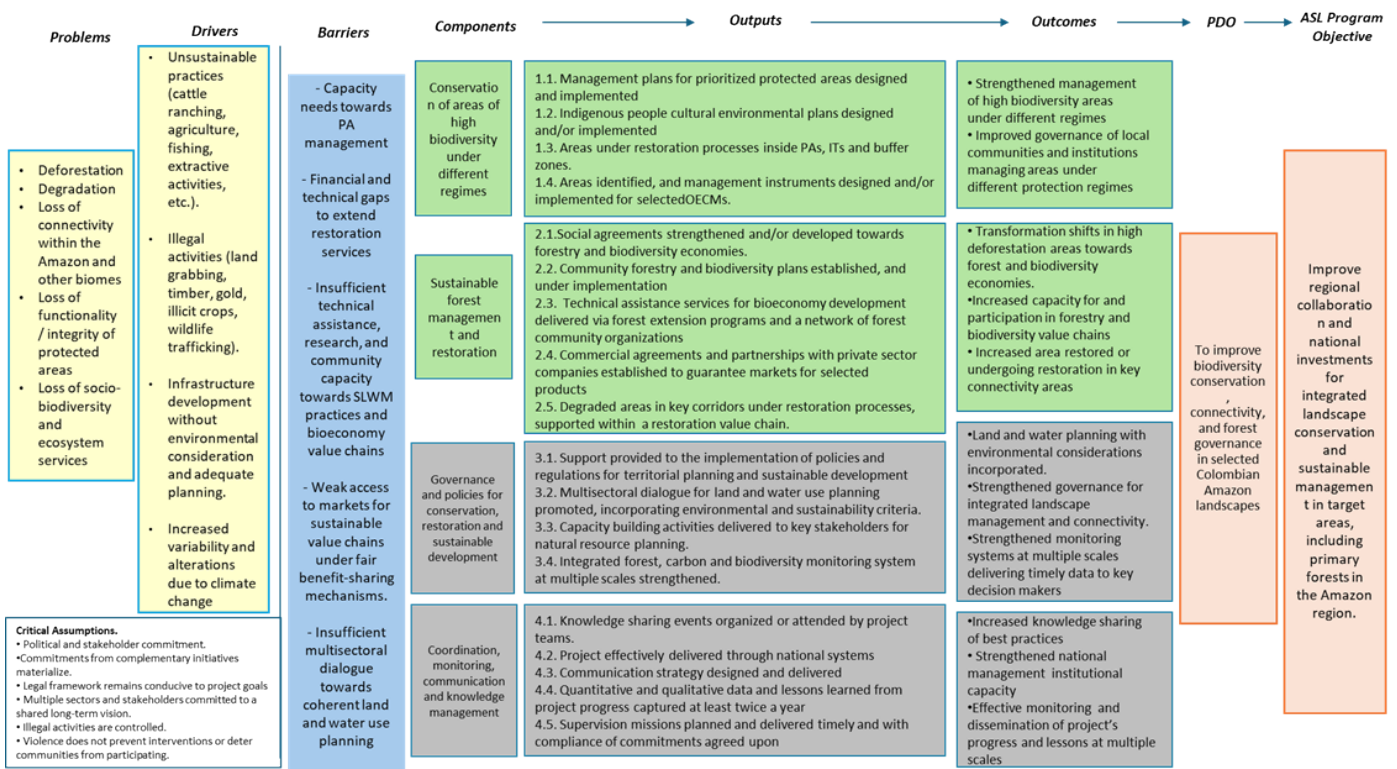 Problems
Drivers
Barriers
Components
Outputs
Outcomes
PDO
ASL Program
Objective
• Deforestation
• Degradation
• Loss of
connectivity
within the
Amazon and
other biomes
• Loss of
functionality
/ integrity of
protected
areas
• Loss of socio-
biodiversity
and
ecosystem
services
• Unsustainable
practices
(cattle
ranching,
agriculture,
fishing,
extractive
activities,
etc.).
• Illegal
activities (land
grabbing,
timber, gold,
illicit crops,
wildlife
trafficking).
• Infrastructure
development
without
environmental
consideration
and adequate
planning.
• Increased
variability and
alterations
due to climate
change
Critical Assumptions.
• Political and stakeholder commitment.
•Commitments from complementary initiatives
materialize.
• Legal framework remains conducive to project goals
• Multiple sectors and stakeholders committed to a
shared long-term vision.
• Illegal activities are controlled.
• Violence does not prevent interventions or deter
communities from participating.
- Capacity
needs towards
PA
management
- Financial and
technical gaps
to extend
restoration
services
- Insufficient
technical
assistance,
research, and
community
capacity
towards SLWM
practices and
bioeconomy
value chains
- Weak access
to markets for
sustainable
value chains
under fair
benefit-sharing
mechanisms.
- Insufficient
multisectoral
dialogue
towards
coherent land
and water use
planning
Conservatio
n of areas of
high
biodiversity
under
different
regimes
1.1. Management plans for prioritized protected areas designed
and implemented
1.2. Indigenous people cultural environmental plans designed
and/or implemented
1.3. Areas under restoration processes inside PAs, ITs and buffer
zones.
1.4. Areas identified, and management instruments designed and/or
implemented for selectedOECMs.
• Strengthened management
of high biodiversity areas
under different regimes
• Improved governance of local
communities and institutions
managing areas under
different protection regimes
Sustainable
forest
managemen
t and
restoration
2.1.Social agreements strengthened and/or developed towards
forestry and biodiversity economies.
2.2. Community forestry and biodiversity plans established, and
under implementation
2.3. Technical assistance services for bioeconomy development
delivered via forest extension programs and a network of forest
community organizations
2.4. Commercial agreements and partnerships with private sector
companies established to guarantee markets for selected
products
2.5. Degraded areas in key corridors under restoration processes,
supported within a restoration value chain.
• Transformation shifts in high
deforestation areas towards
forest and biodiversity
economies.
•Increased capacity for and
participation in forestry and
biodiversity value chains
• Increased area restored or
undergoing restoration in key
connectivity areas
Governance
and policies for
conservation,
restoration and
sustainable
development
3.1. Support provided to the implementation of policies and
regulations for territorial planning and sustainable development
3.2. Multisectoral dialogue for land and water use planning
promoted, incorporating environmental and sustainability criteria.
3.3. Capacity building activities delivered to key stakeholders for
natural resource planning.
3.4. Integrated forest, carbon and biodiversity monitoring system
at multiple scales strengthened.
•Land and water planning with
environmental considerations
incorporated.
•Strengthened governance for
integrated landscape
management and connectivity.
•Strengthened monitoring
systems at multiple scales
delivering timely data to key
decision makers
Coordination,
monitoring,
communication
and knowledge
management
4.1. Knowledge sharing events organized or attended by project
teams.
4.2. Project effectively delivered through national systems
4.3. Communication strategy designed and delivered
4.4. Quantitative and qualitative data and lessons learned from
project progress captured at least twice a year
4.5. Supervision missions planned and delivered timely and with
compliance of commitments agreed upon
•Increased knowledge sharing
of best practices
• Strengthened national
management institutional
capacity
•Effective monitoring and
dissemination of project's
progress and lessons at multiple
scales
To improve
biodiversity
conservation
,
connectivity,
and forest
governance
in selected
Colombian
Amazon
landscapes
Improve
regional
collaboratio
n and
national
investments
for
integrated
landscape
conservation
and
sustainable
managemen
t in target
areas,
including
primary
forests in
the Amazon
region.